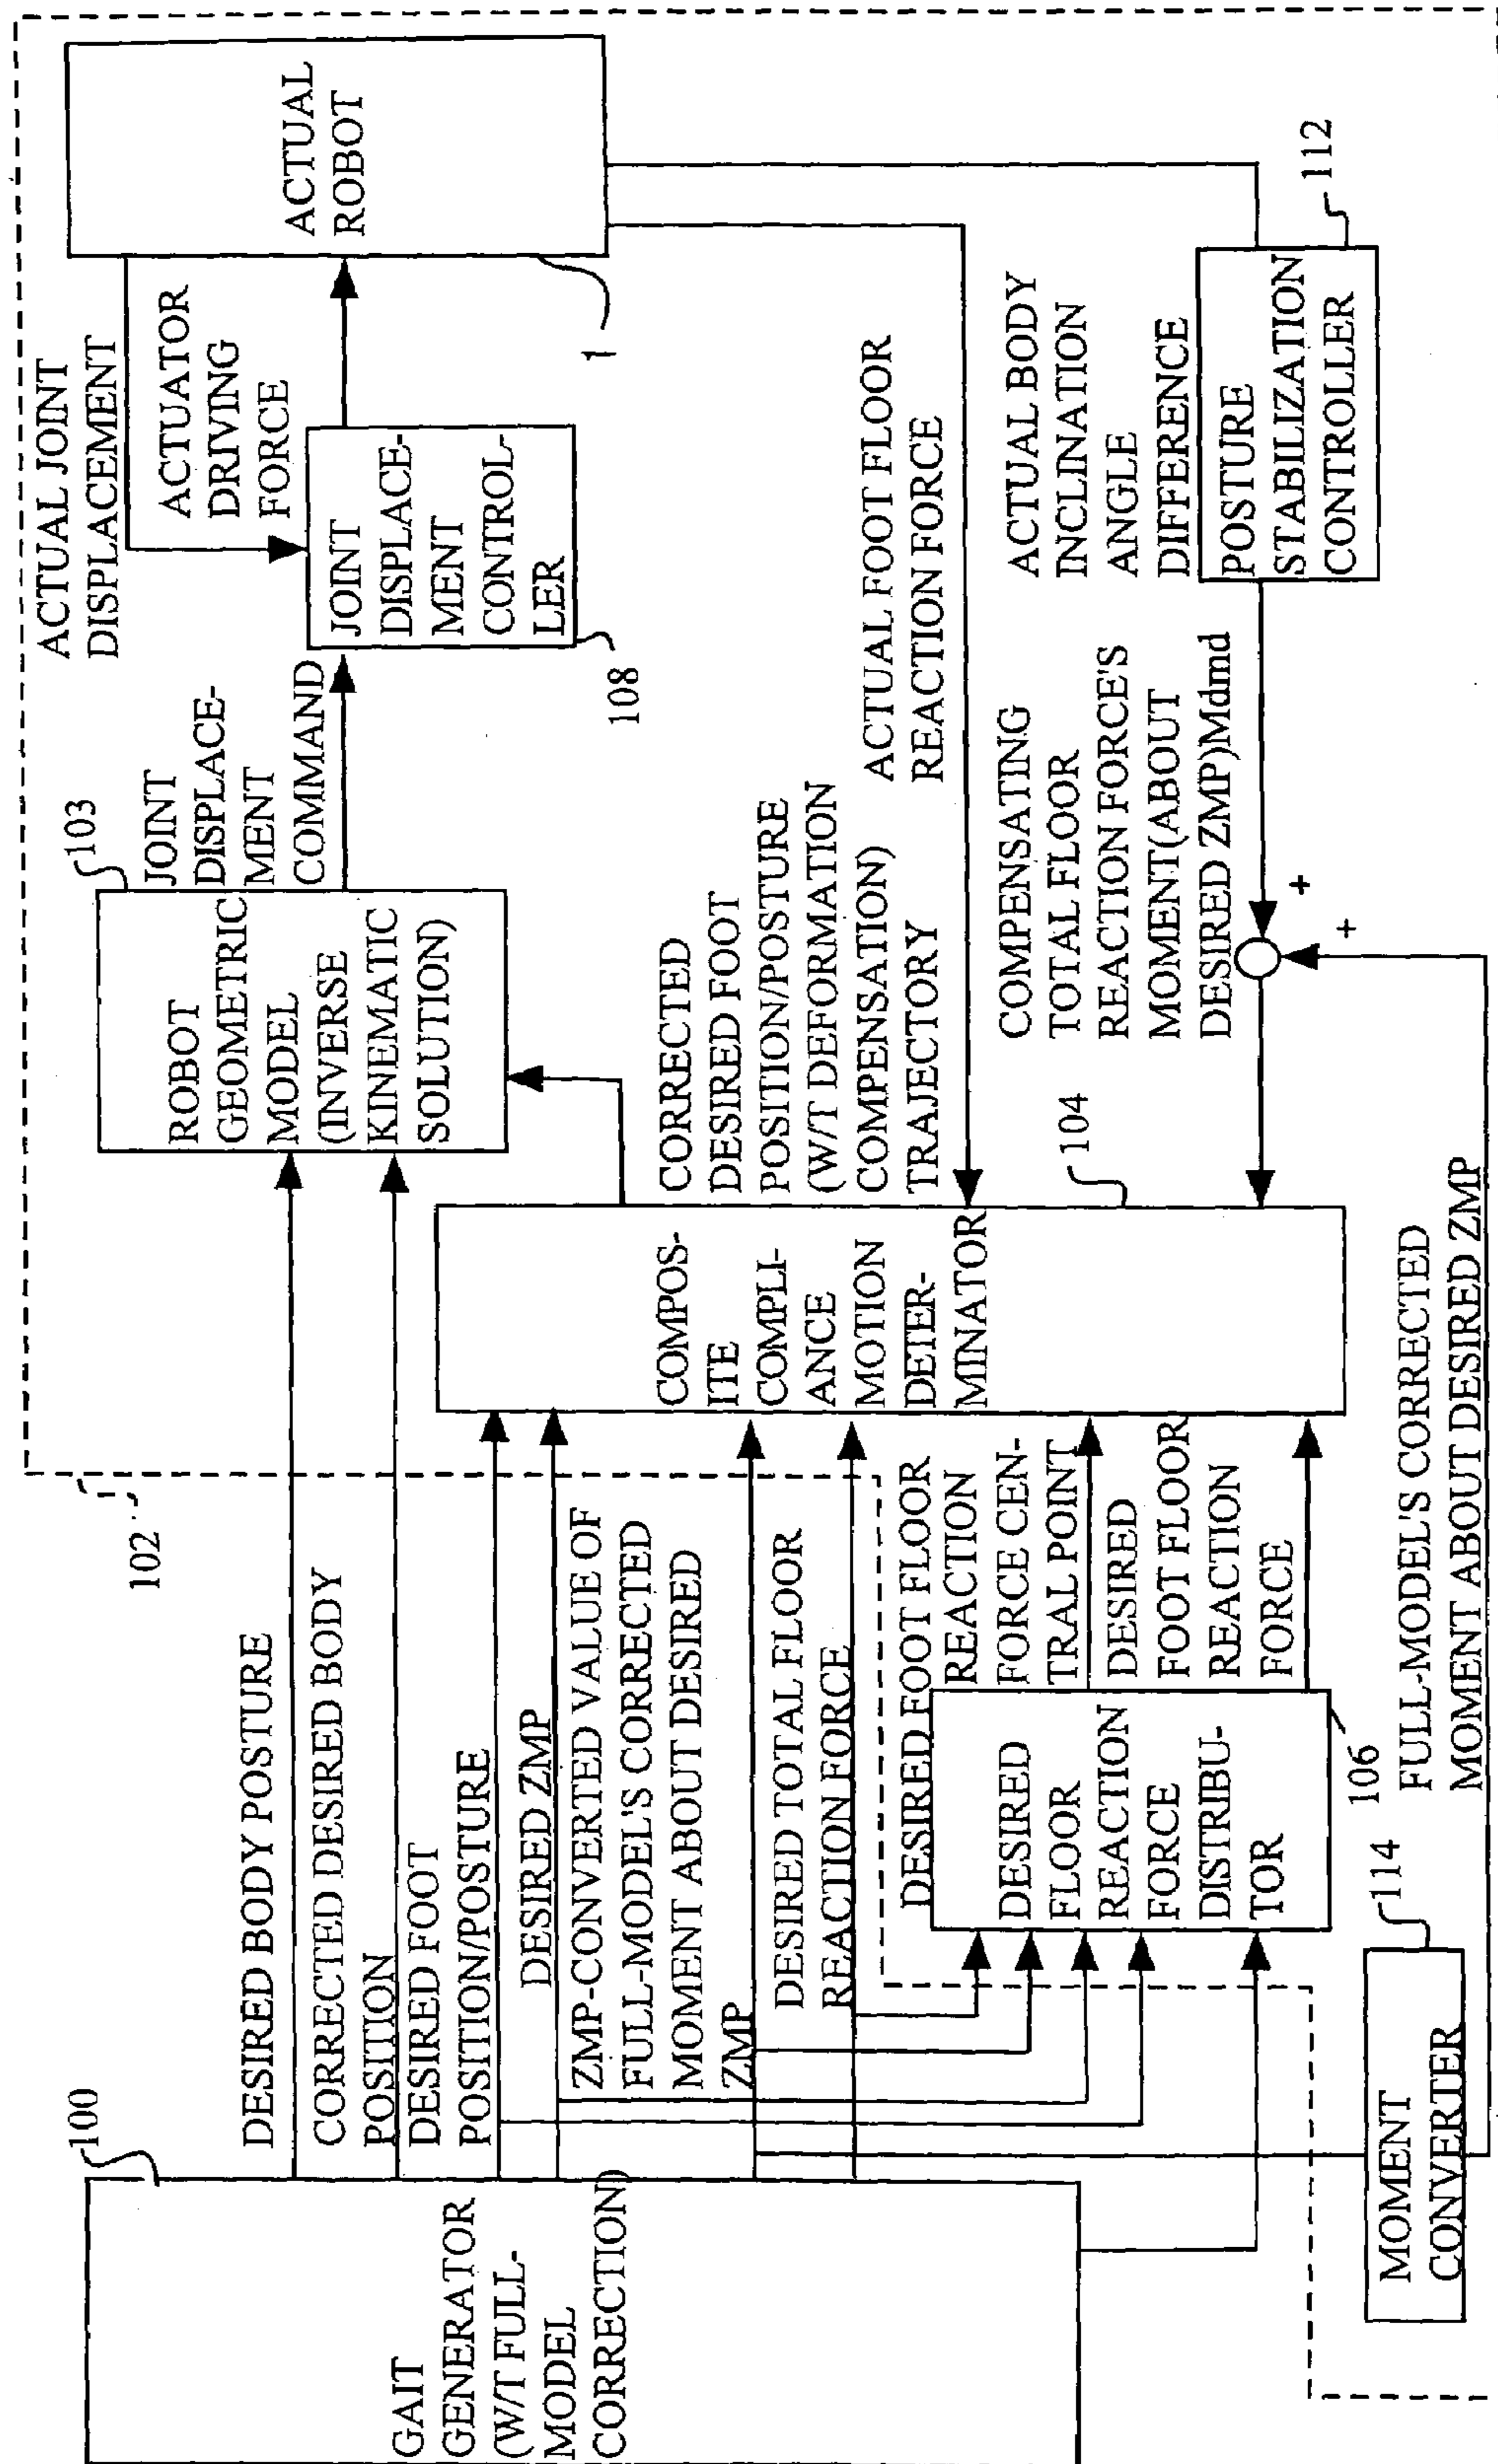 100
GAIT
GENERATOR
(W/T FULL-
MODEL
CORRECTION)
DESIRED BODY POSTURE
CORRECTED DESIRED BODY
POSITION
DESIRED FOOT
POSITION/POSTURE
DESIRED ZMP
ZMP-CONVERTED VALUE OF
FULL-MODEL'S CORRECTED
MOMENT ABOUT DESIRED
ZMP
DESIRED TOTAL FLOOR
REACTION FORCE
102
103
ROBOT
GEOMETRIC
MODEL
(INVERSE
KINEMATIC
SOLUTION)
JOINT
DISPLACE-
MENT
COMMAND
ACTUAL JOINT
DISPLACEMENT
ACTUATOR
DRIVING
FORCE
JOINT
DISPLACE-
MENT
CONTROL-
LER
108
ACTUAL
ROBOT
1
COMPOS-
ITE
COMPLI-
ANCE
MOTION
DETER-
MINATOR
104
CORRECTED
DESIRED FOOT
POSITION/POSTURE
(W/T DEFORMATION
COMPENSATION)
TRAJECTORY
ACTUAL FOOT FLOOR
REACTION FORCE
DESIRED FOOT FLOOR
REACTION
FORCE CEN-
TRAL POINT
DESIRED
FOOT FLOOR
REACTION
FORCE
DESIRED
FLOOR
REACTION
FORCE
DISTRIBU-
TOR
106
COMPENSATING
TOTAL FLOOR
REACTION FORCE'S
MOMENT(ABOUT
DESIRED ZMP)Mdmd
+
+
ACTUAL BODY
INCLINATION
ANGLE
DIFFERENCE
POSTURE
STABILIZATION
CONTROLLER
112
MOMENT
CONVERTER
114
FULL-MODEL'S CORRECTED
MOMENT ABOUT DESIRED ZMP